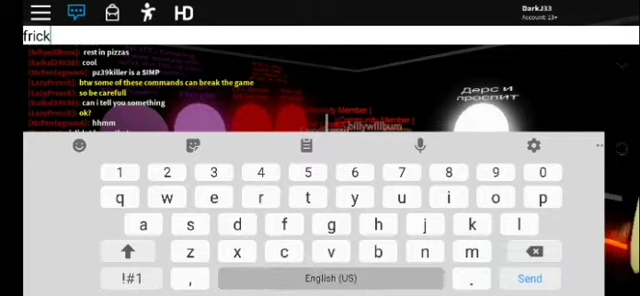 HD
DarkJ33
Account: 13+
frick
rest in pizzas
cool
pz39killer is a SIMP
btw some of these commands can break the game
so be carefull
can i tell you something
ok?
hhmm
Дерс и
проспит
billywillbum
1 2 3 4 5 6 7 8 9 0
q w e r t y u i o p
a s d f g h j k l
z x c v b n m
!#1 , English (US) . Send